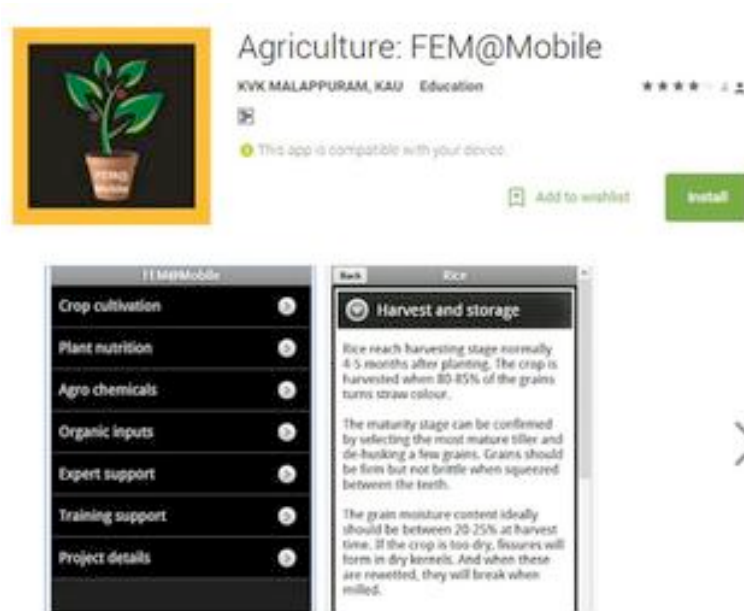 Agriculture: FEM@Mobile
KVK MALAPPURAM, KAU Education
This app is compatible with your device.
Add to wishlist
Install
FEM@
Mobile
FEM@Mobile
Crop cultivation
Plant nutrition
Agro chemicals
Organic inputs
Expert support
Training support
Project details
Back Rice
Harvest and storage
Rice reach harvesting stage normally
4-5 months after planting. The crop is
harvested when 80-85% of the grains
turns straw colour.
The maturity stage can be confirmed
by selecting the most mature tiller and
de-husking a few grains. Grains should
be firm but not brittle when squeezed
between the teeth.
The grain moisture content ideally
should be between 20-25% at harvest
time. If the crop is too dry, fissures will
form in dry kernels. And when these
are rewetted, they will break when
milled.